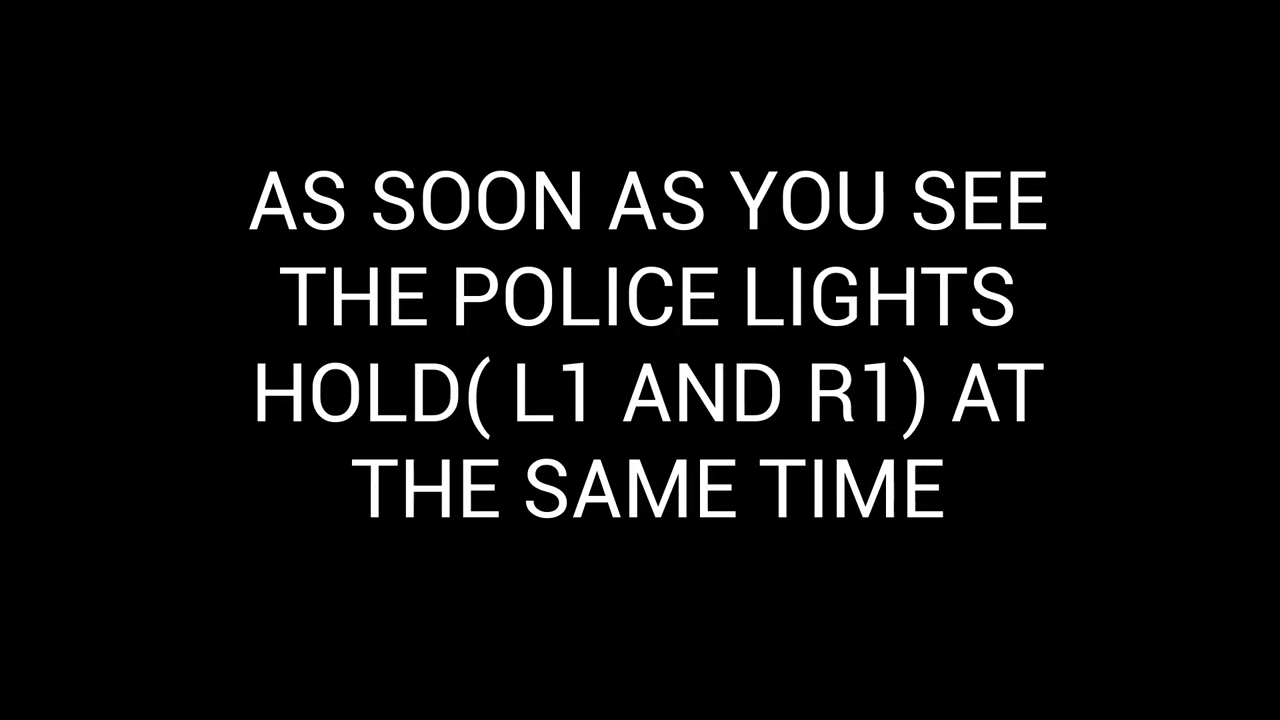 AS SOON AS YOU SEE
THE POLICE LIGHTS
HOLD( L1 AND R1) AT
THE SAME TIME